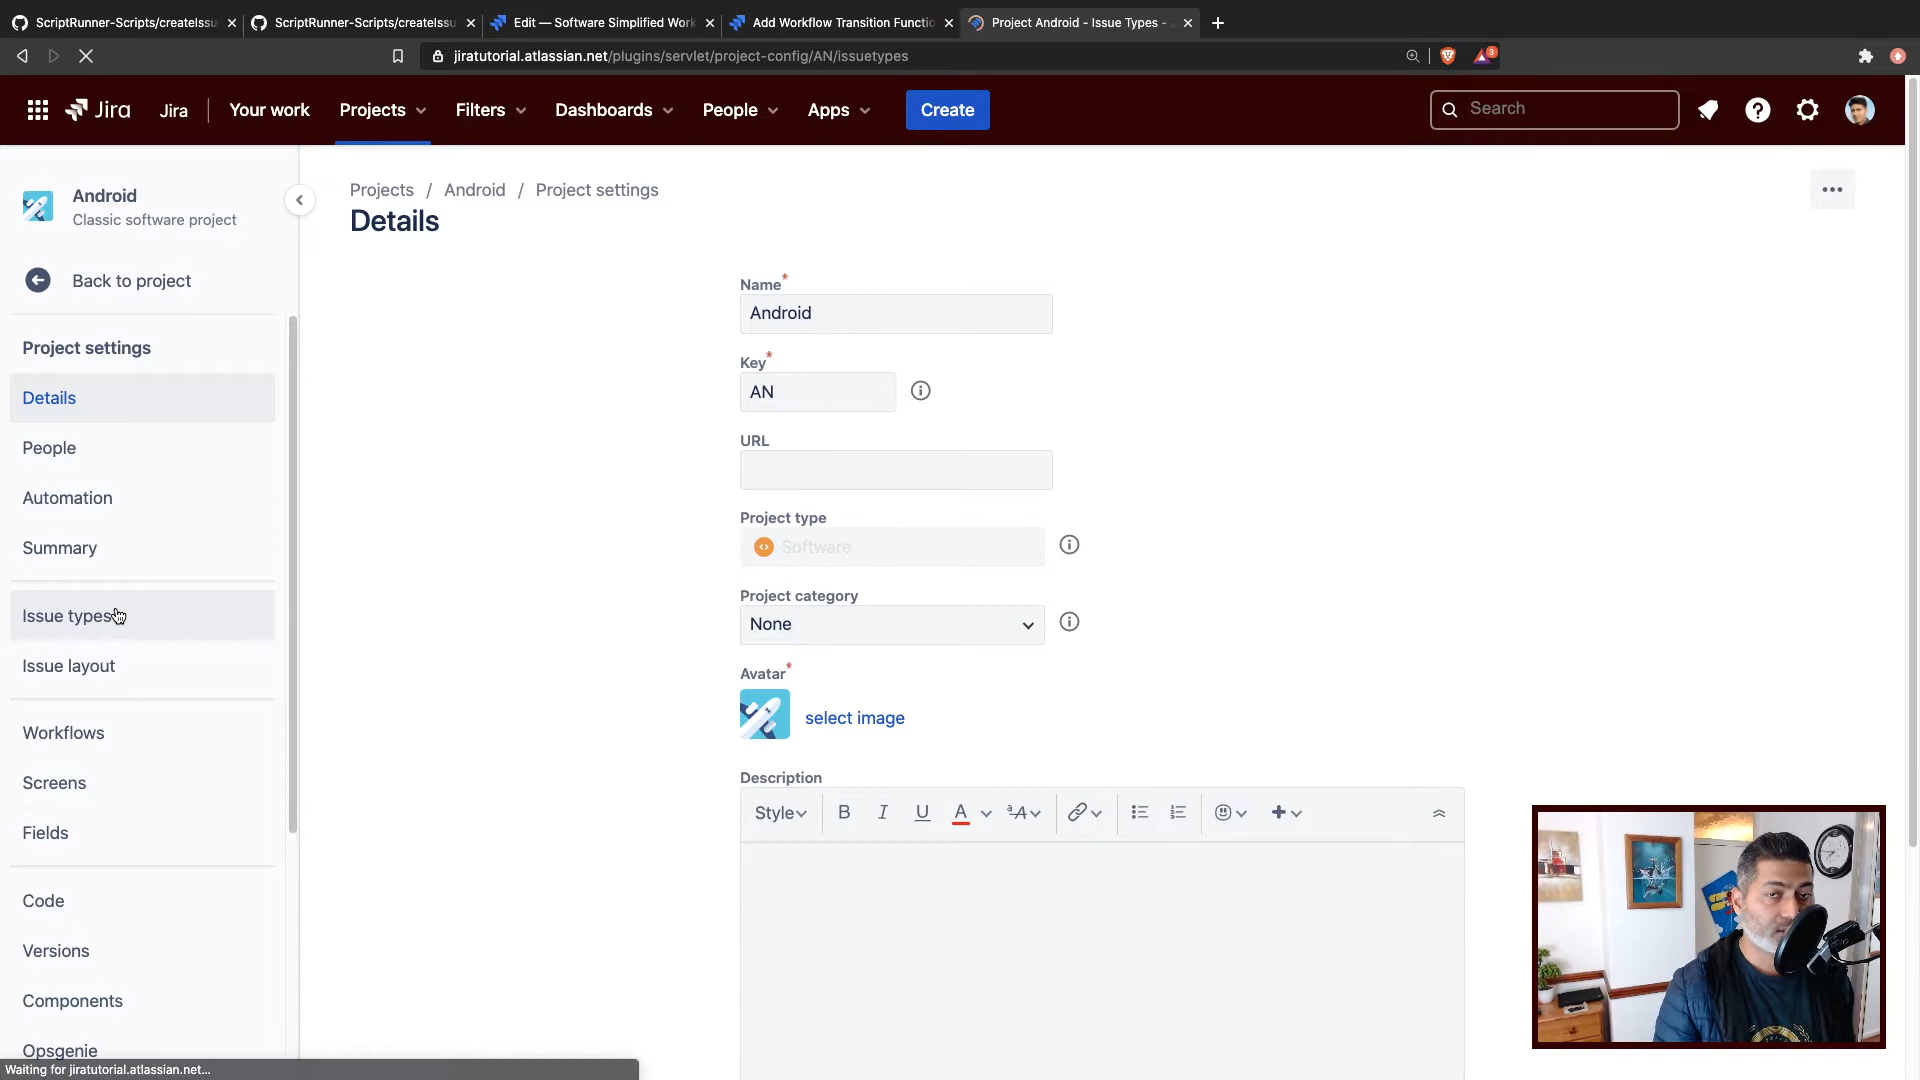 ScriptRunner-Scripts/createIssu
ScriptRunner-Scripts/createIssu
Edit — Software Simplified Work
Add Workflow Transition Functio
Project Android - Issue Types -
jiratutorial.atlassian.net/plugins/servlet/project-config/AN/issuetypes
3
Jira
Jira
Your work
Projects
Filters
Dashboards
People
Apps
Create
Search
Android
Classic software project
Back to project
Project settings
Details
People
Automation
Summary
Issue types
Issue layout
Workflows
Screens
Fields
Code
Versions
Components
Opsgenie
Waiting for jiratutorial.atlassian.net...
Projects / Android / Project settings
Details
Name*
Android
Key*
AN
URL
Project type
Software
Project category
None
Avatar*
select image
Description
Style
B I U A ªA